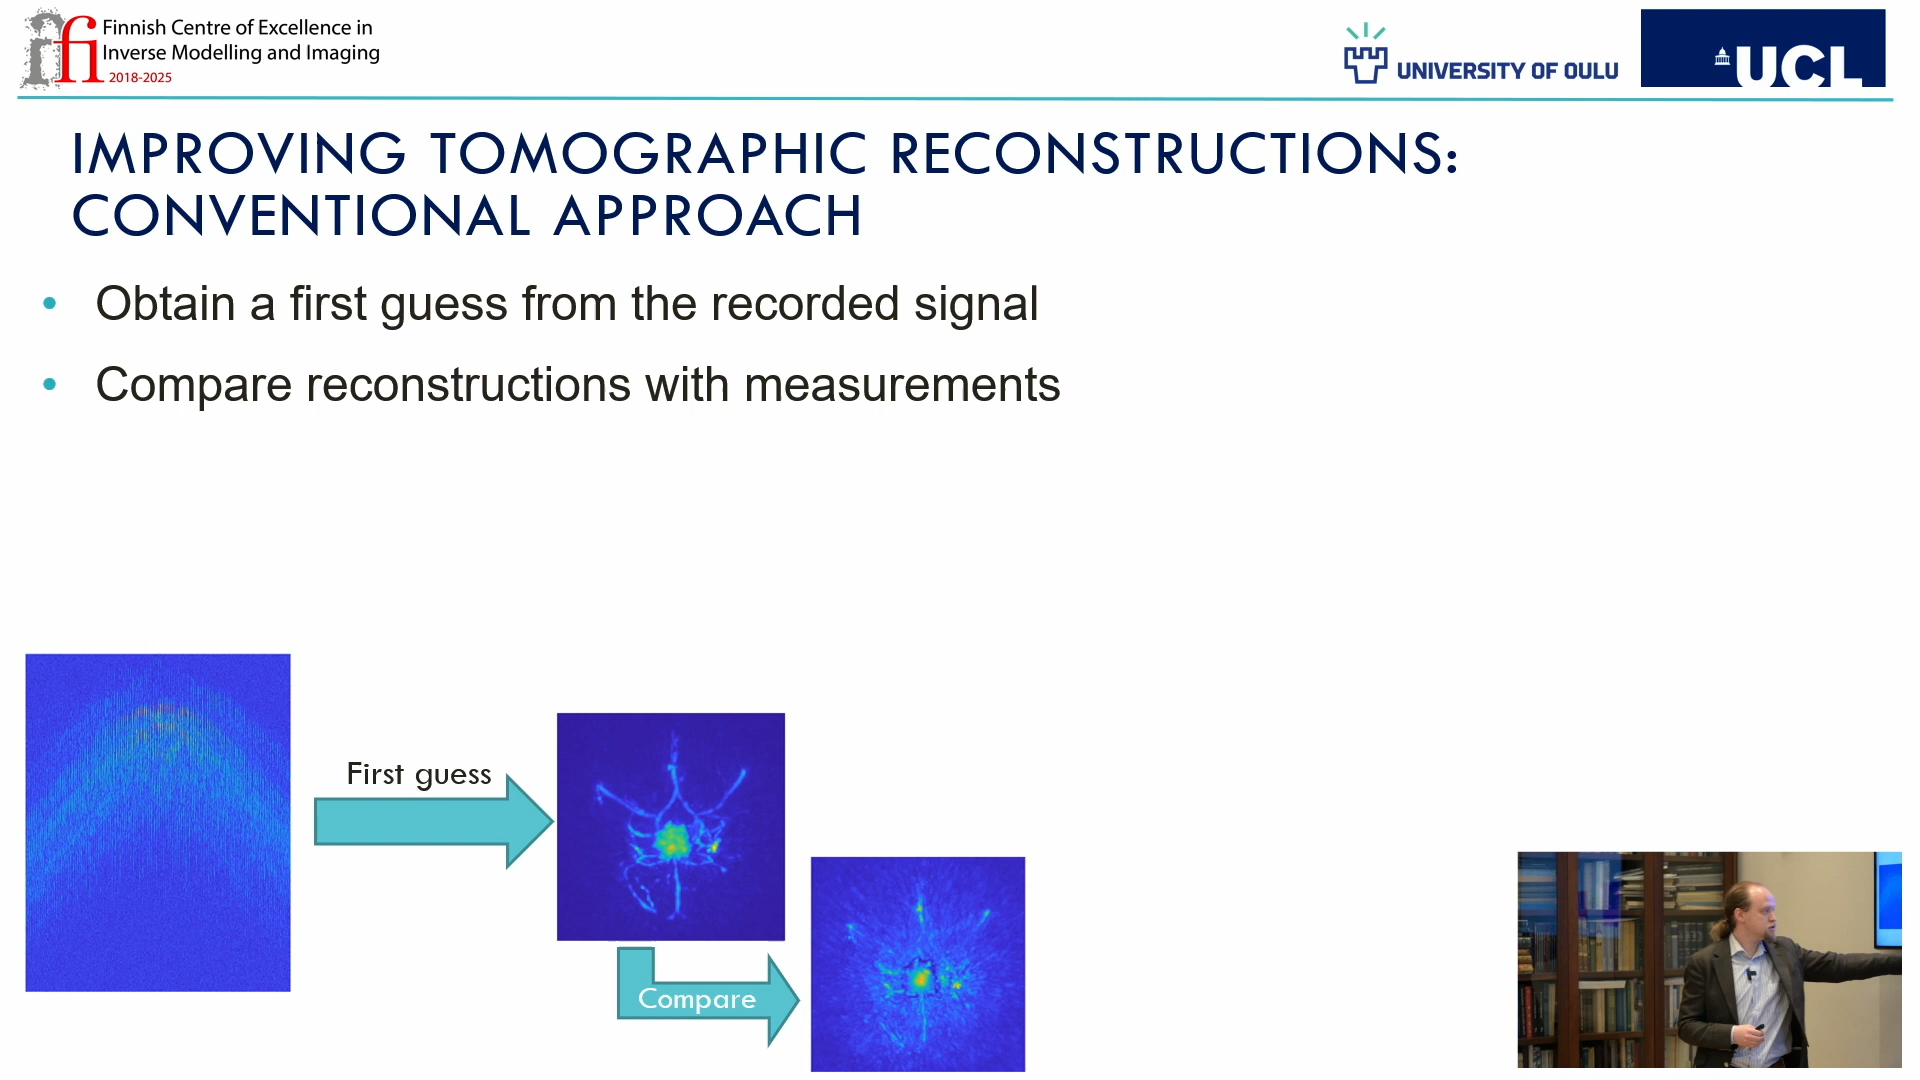 Finnish Centre of Excellence in
Inverse Modelling and Imaging
2018-2025
fi
UNIVERSITY OF OULU
UCL
IMPROVING TOMOGRAPHIC RECONSTRUCTIONS:
CONVENTIONAL APPROACH
• Obtain a first guess from the recorded signal
• Compare reconstructions with measurements
First guess
Compare